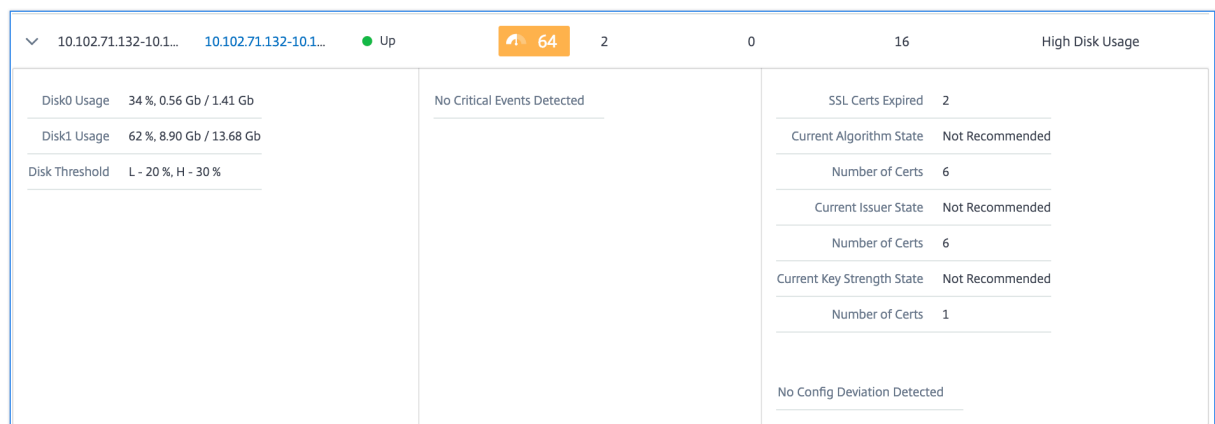 10.102.71.132-10.1... 10.102.71.132-10.1... Up 64 2 0 16 High Disk Usage
Disk0 Usage 34 %, 0.56 Gb / 1.41 Gb
Disk1 Usage 62 %, 8.90 Gb / 13.68 Gb
Disk Threshold L - 20 %, H - 30 %
No Critical Events Detected
SSL Certs Expired 2
Current Algorithm State Not Recommended
Number of Certs 6
Current Issuer State Not Recommended
Number of Certs 6
Current Key Strength State Not Recommended
Number of Certs 1
No Config Deviation Detected